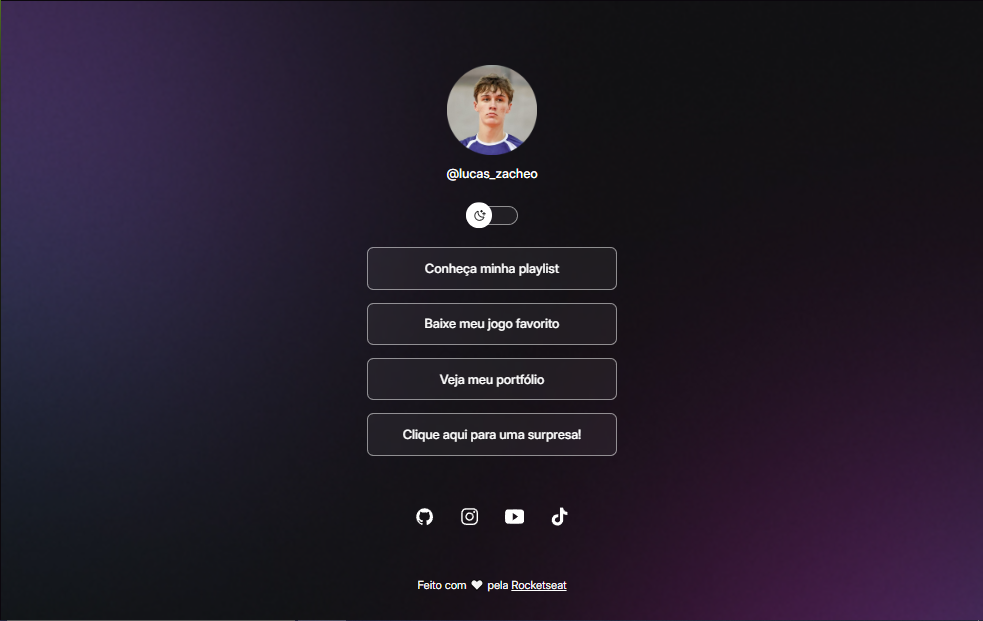 @lucas_zacheo
Conheça minha playlist
Baixe meu jogo favorito
Veja meu portfólio
Clique aqui para uma surpresa!
Feito com ♥ pela Rocketseat